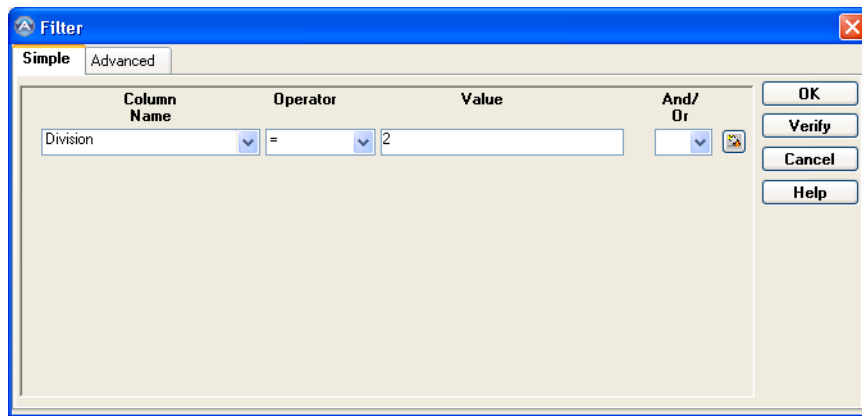 Filter
Simple Advanced
Column Name Operator Value And/ Or
Division = 2
OK
Verify
Cancel
Help